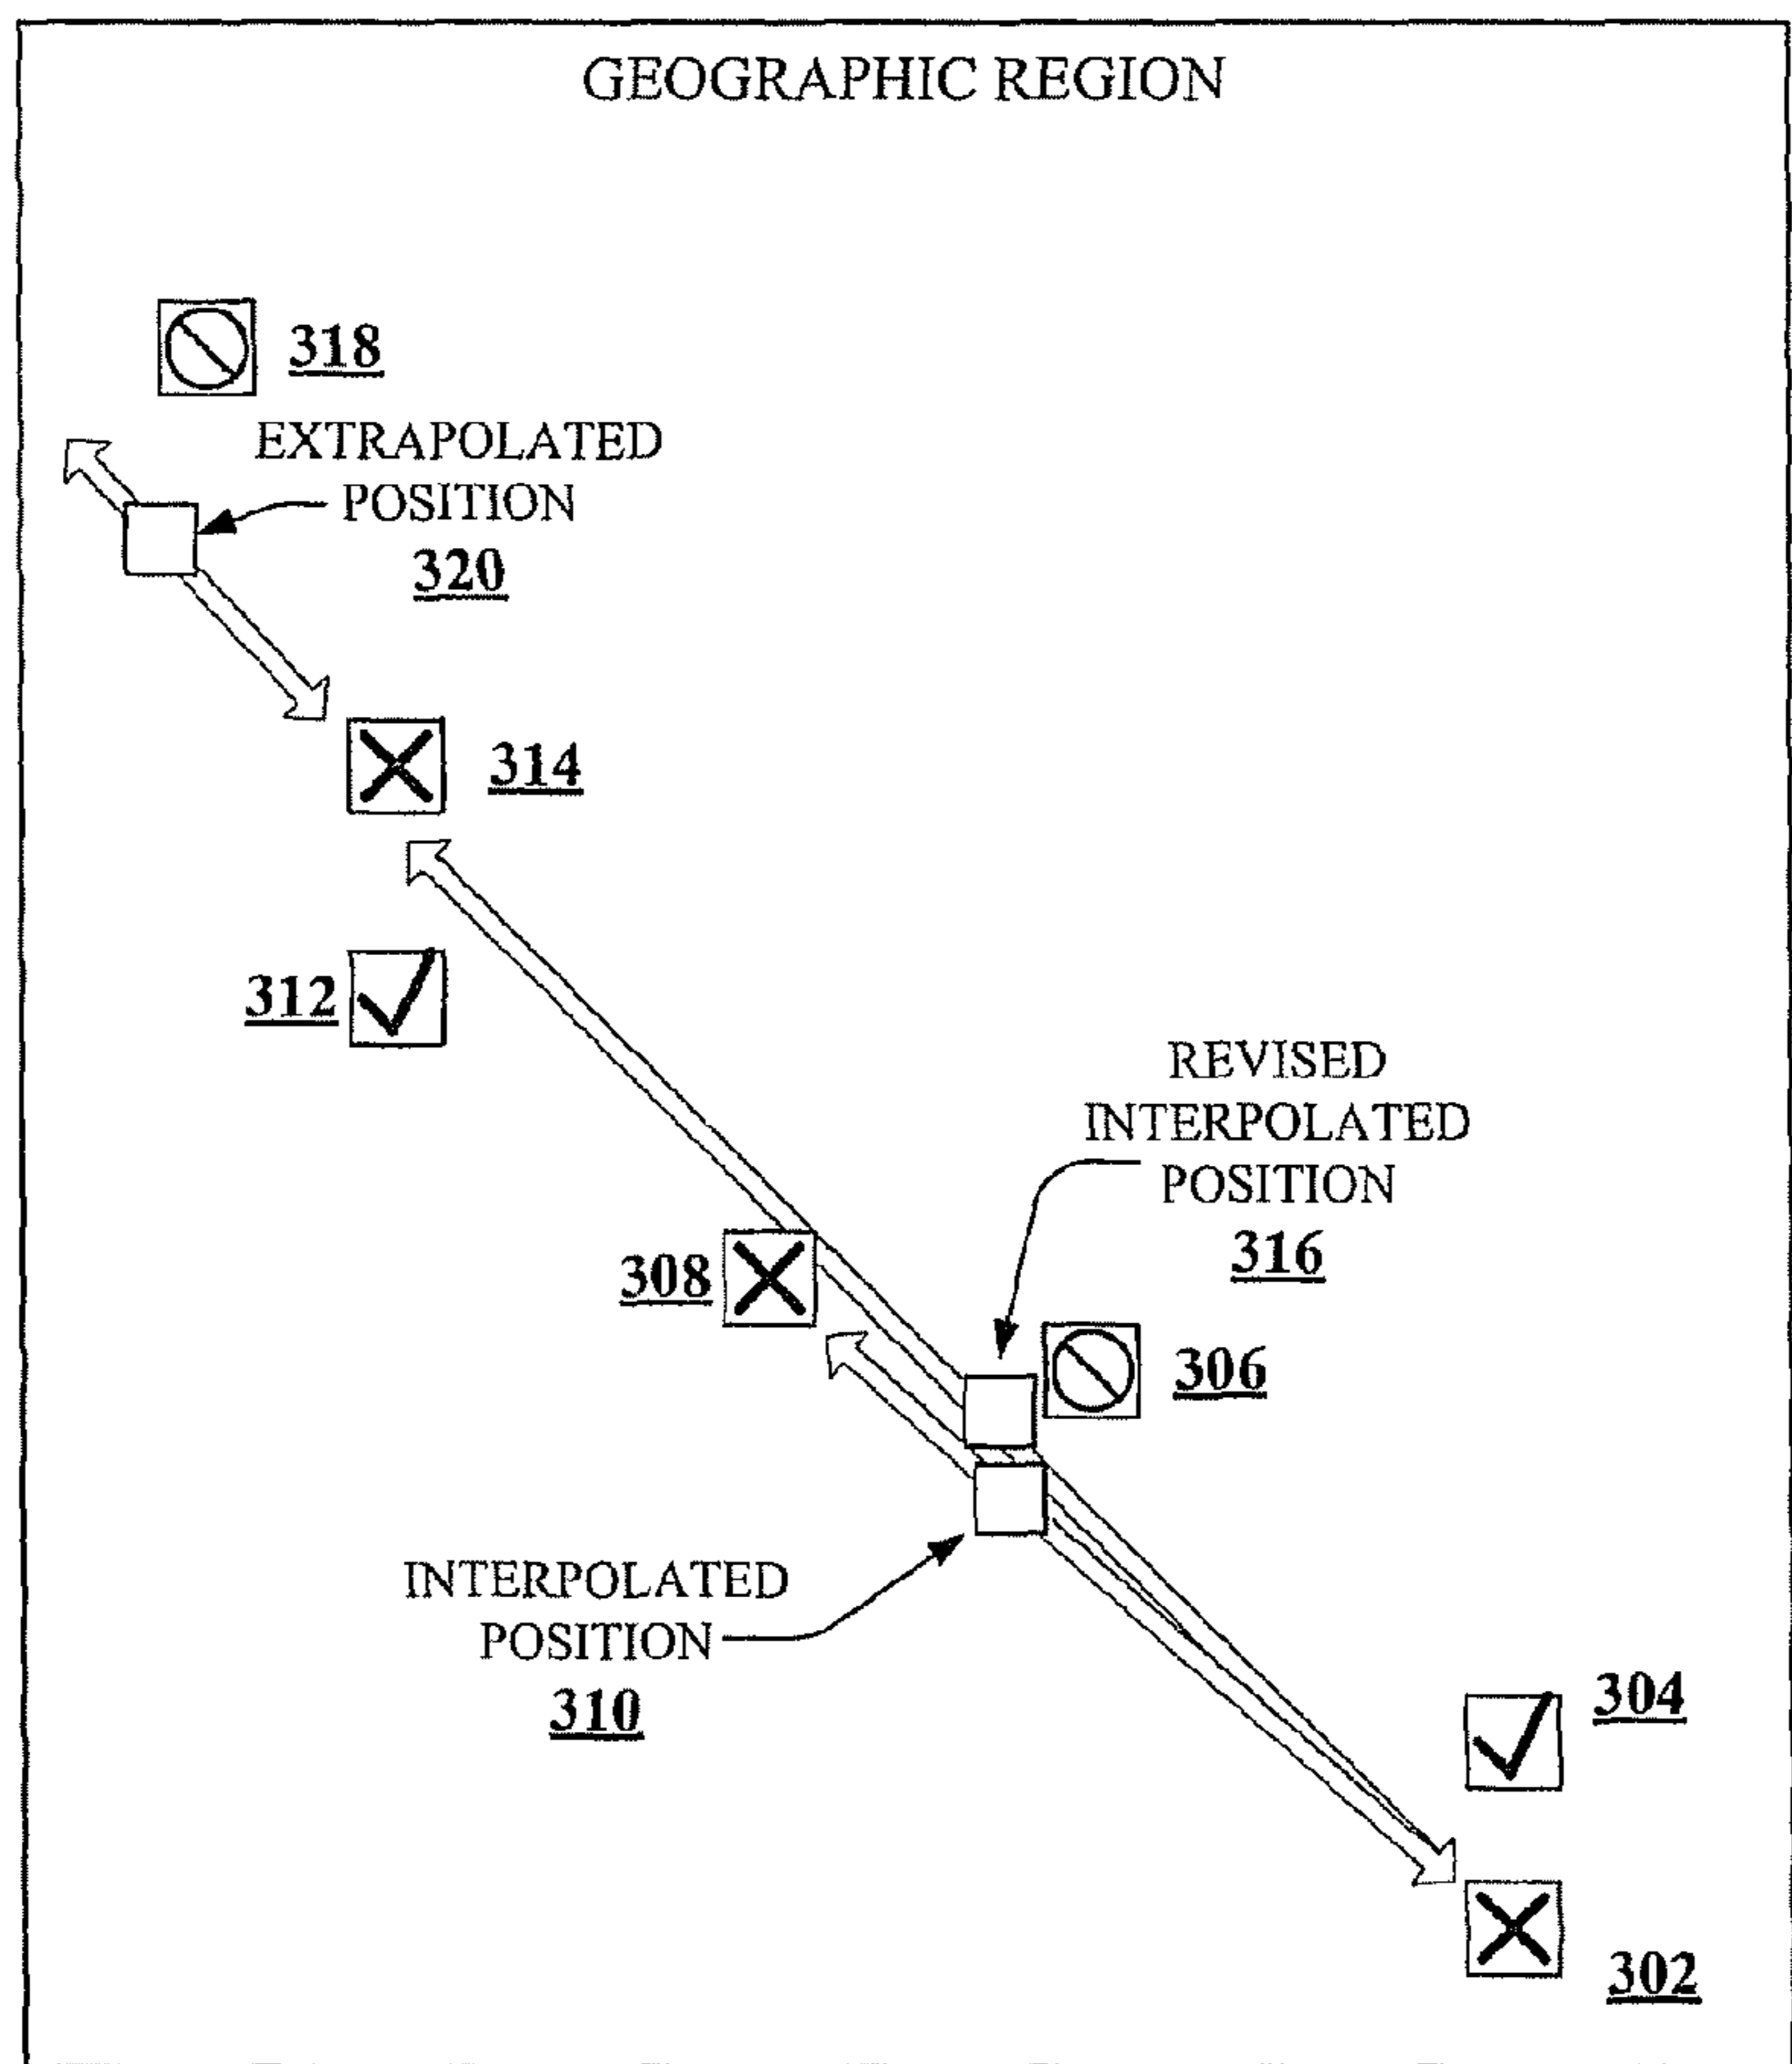 GEOGRAPHIC REGION
318
EXTRAPOLATED
POSITION
320
314
312
REVISED
INTERPOLATED
POSITION
316
308
306
INTERPOLATED
POSITION
310
304
302